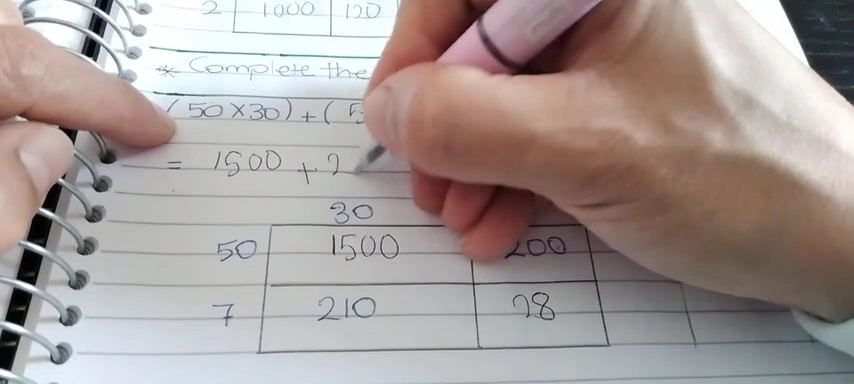 2 1000 120
* Complete the
(50 X 30) + ( 5
= 1500 + 2
30
50 1500 200
7 210 28